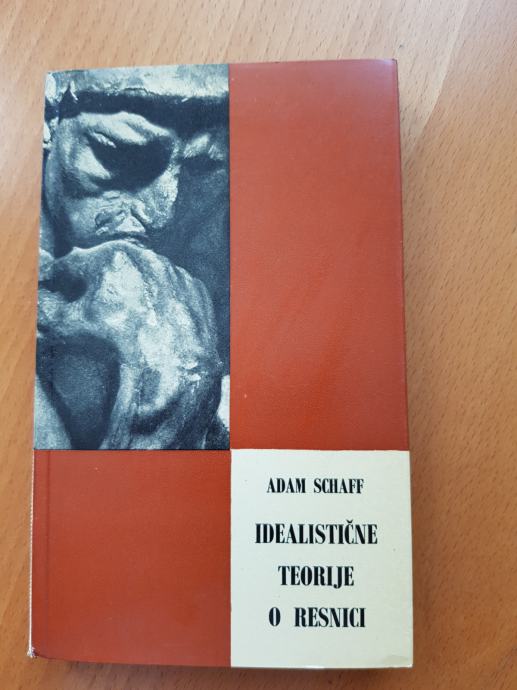 ADAM SCHAFF
IDEALISTIČNE
TEORIJE
O RESNICI